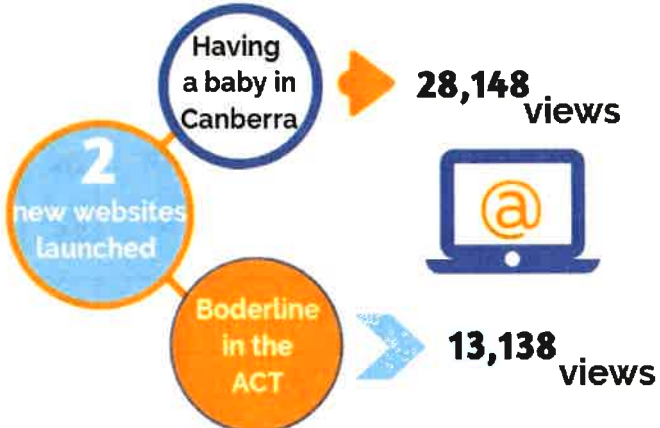 Having
a baby in
Canberra
28,148
views
2
new websites
launched
@
Boderline
in the
ACT
13,138
views